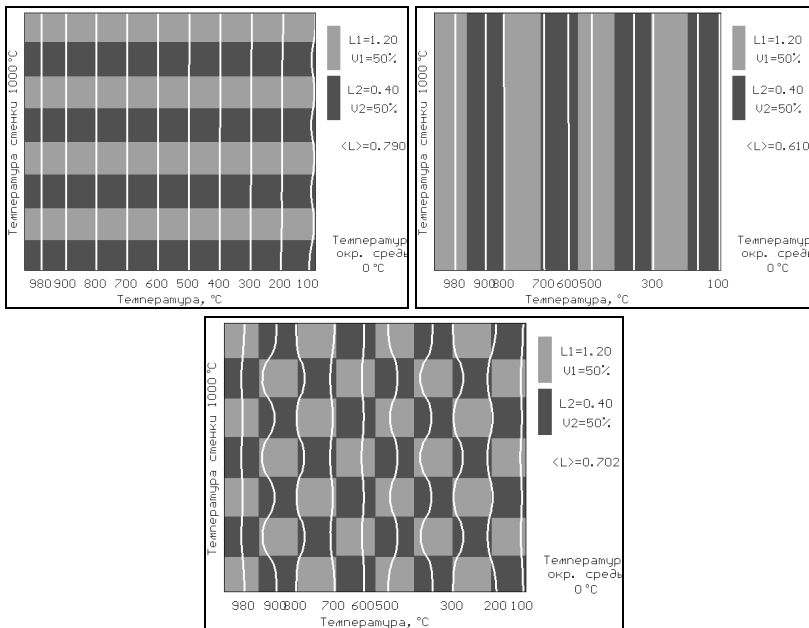 Температура стенки 1000 °C
L1=1.20
V1=50%
L2=0.40
V2=50%
<L>=0.790
Температур
окр. средь
0 °C
980 900 800 700 600 500 400 300 200 100
Температура, °C
Температура стенки 1000 °C
L1=1.20
V1=50%
L2=0.40
V2=50%
<L>=0.610
Температур
окр. средь
0 °C
980 900 800 700 600 500 300 100
Температура, °C
Температура стенки 1000 °C
L1=1.20
V1=50%
L2=0.40
V2=50%
<L>=0.702
Температур
окр. средь
0 °C
980 900 800 700 600 500 300 200 100
Температура, °C